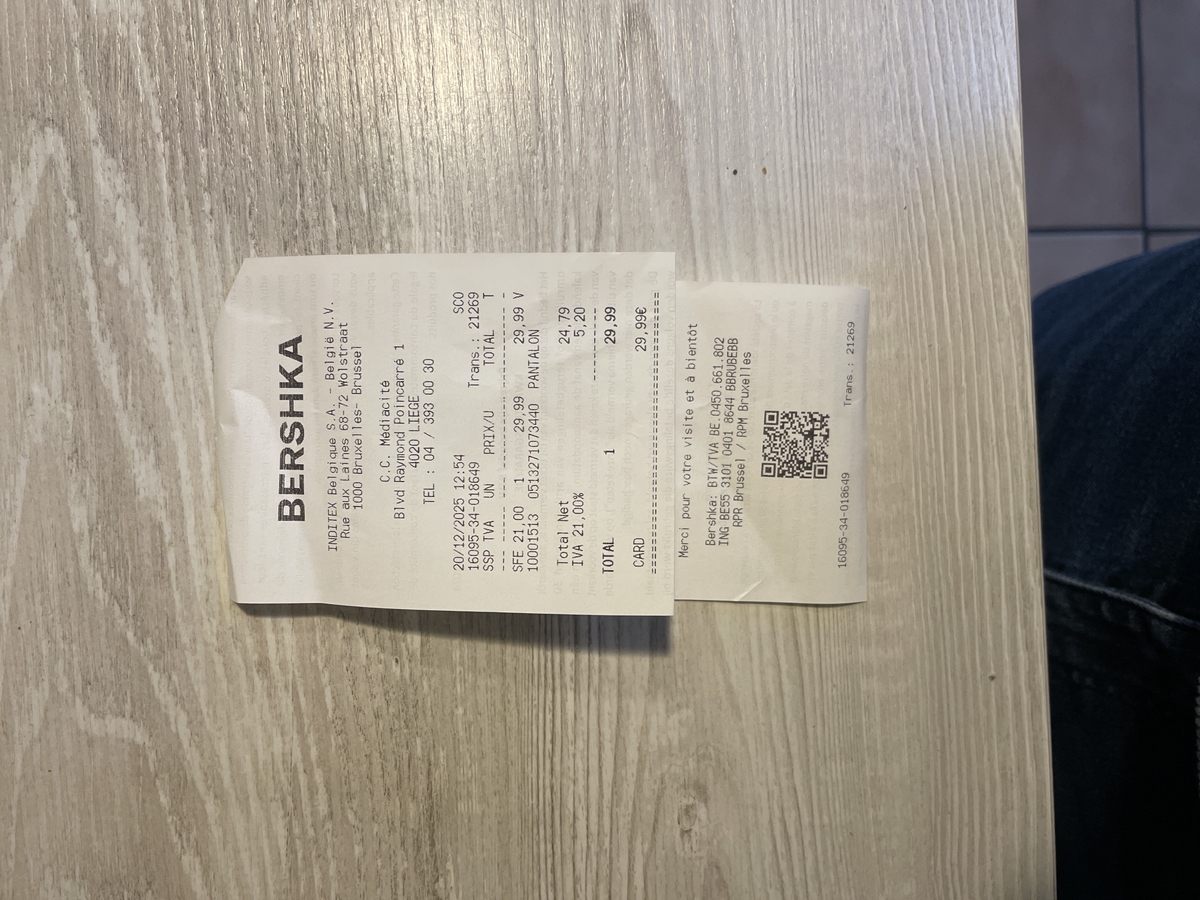 BERSHKA
INDITEX Belgique S.A. - België N.V.
Rue aux Laines 68-72 Wolstraat
1000 Bruxelles- Brussel
C.C. Médiacité
Blvd Raymond Poincarré 1
4020 LIEGE
TEL : 04 / 393 00 30
20/12/2025 12:54 SCO
16095-34-018649 Trans.: 21269
SSP TVA UN PRIX/U TOTAL T
SFE 21,00 1 29,99 29,99 V
10001513 0513271073440 PANTALON
Total Net 24,79
IVA 21,00% 5,20
TOTAL 1 29,99
CARD 29,99€
Merci pour votre visite et à bientôt
Bershka: BTW/TVA BE.0450.661.802
ING BE55 3101 0401 8644 BBRUBEBB
RPR Brussel / RPM Bruxelles
16095-34-018649 Trans.: 21269